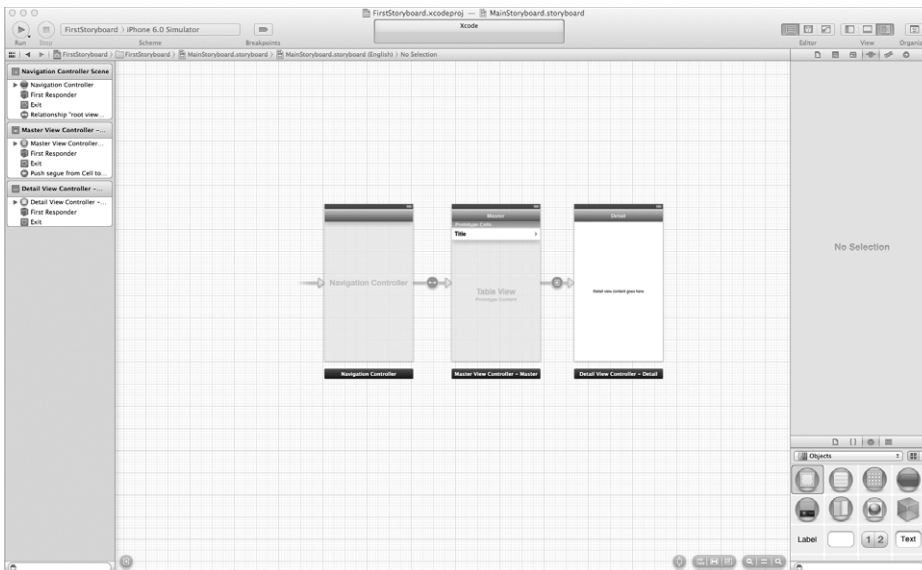 FirstStoryboard.xcodeproj — MainStoryboard.storyboard
FirstStoryboard › iPhone 6.0 Simulator
Xcode
Run Stop Scheme Breakpoints Editor View
FirstStoryboard › FirstStoryboard › MainStoryboard.storyboard › MainStoryboard.storyboard (English) › No Selection
Navigation Controller Scene
Navigation Controller
First Responder
Exit
Relationship "root view...
Master View Controller –...
Master View Controller...
First Responder
Exit
Push segue from Cell to...
Detail View Controller –...
Detail View Controller –...
First Responder
Exit
Navigation Controller
Navigation Controller
Master
Prototype Cells
Title
Table View
Prototype Content
Master View Controller – Master
Detail
Detail view content goes here
Detail View Controller – Detail
No Selection
{ }
Objects
Label
1 2
Text